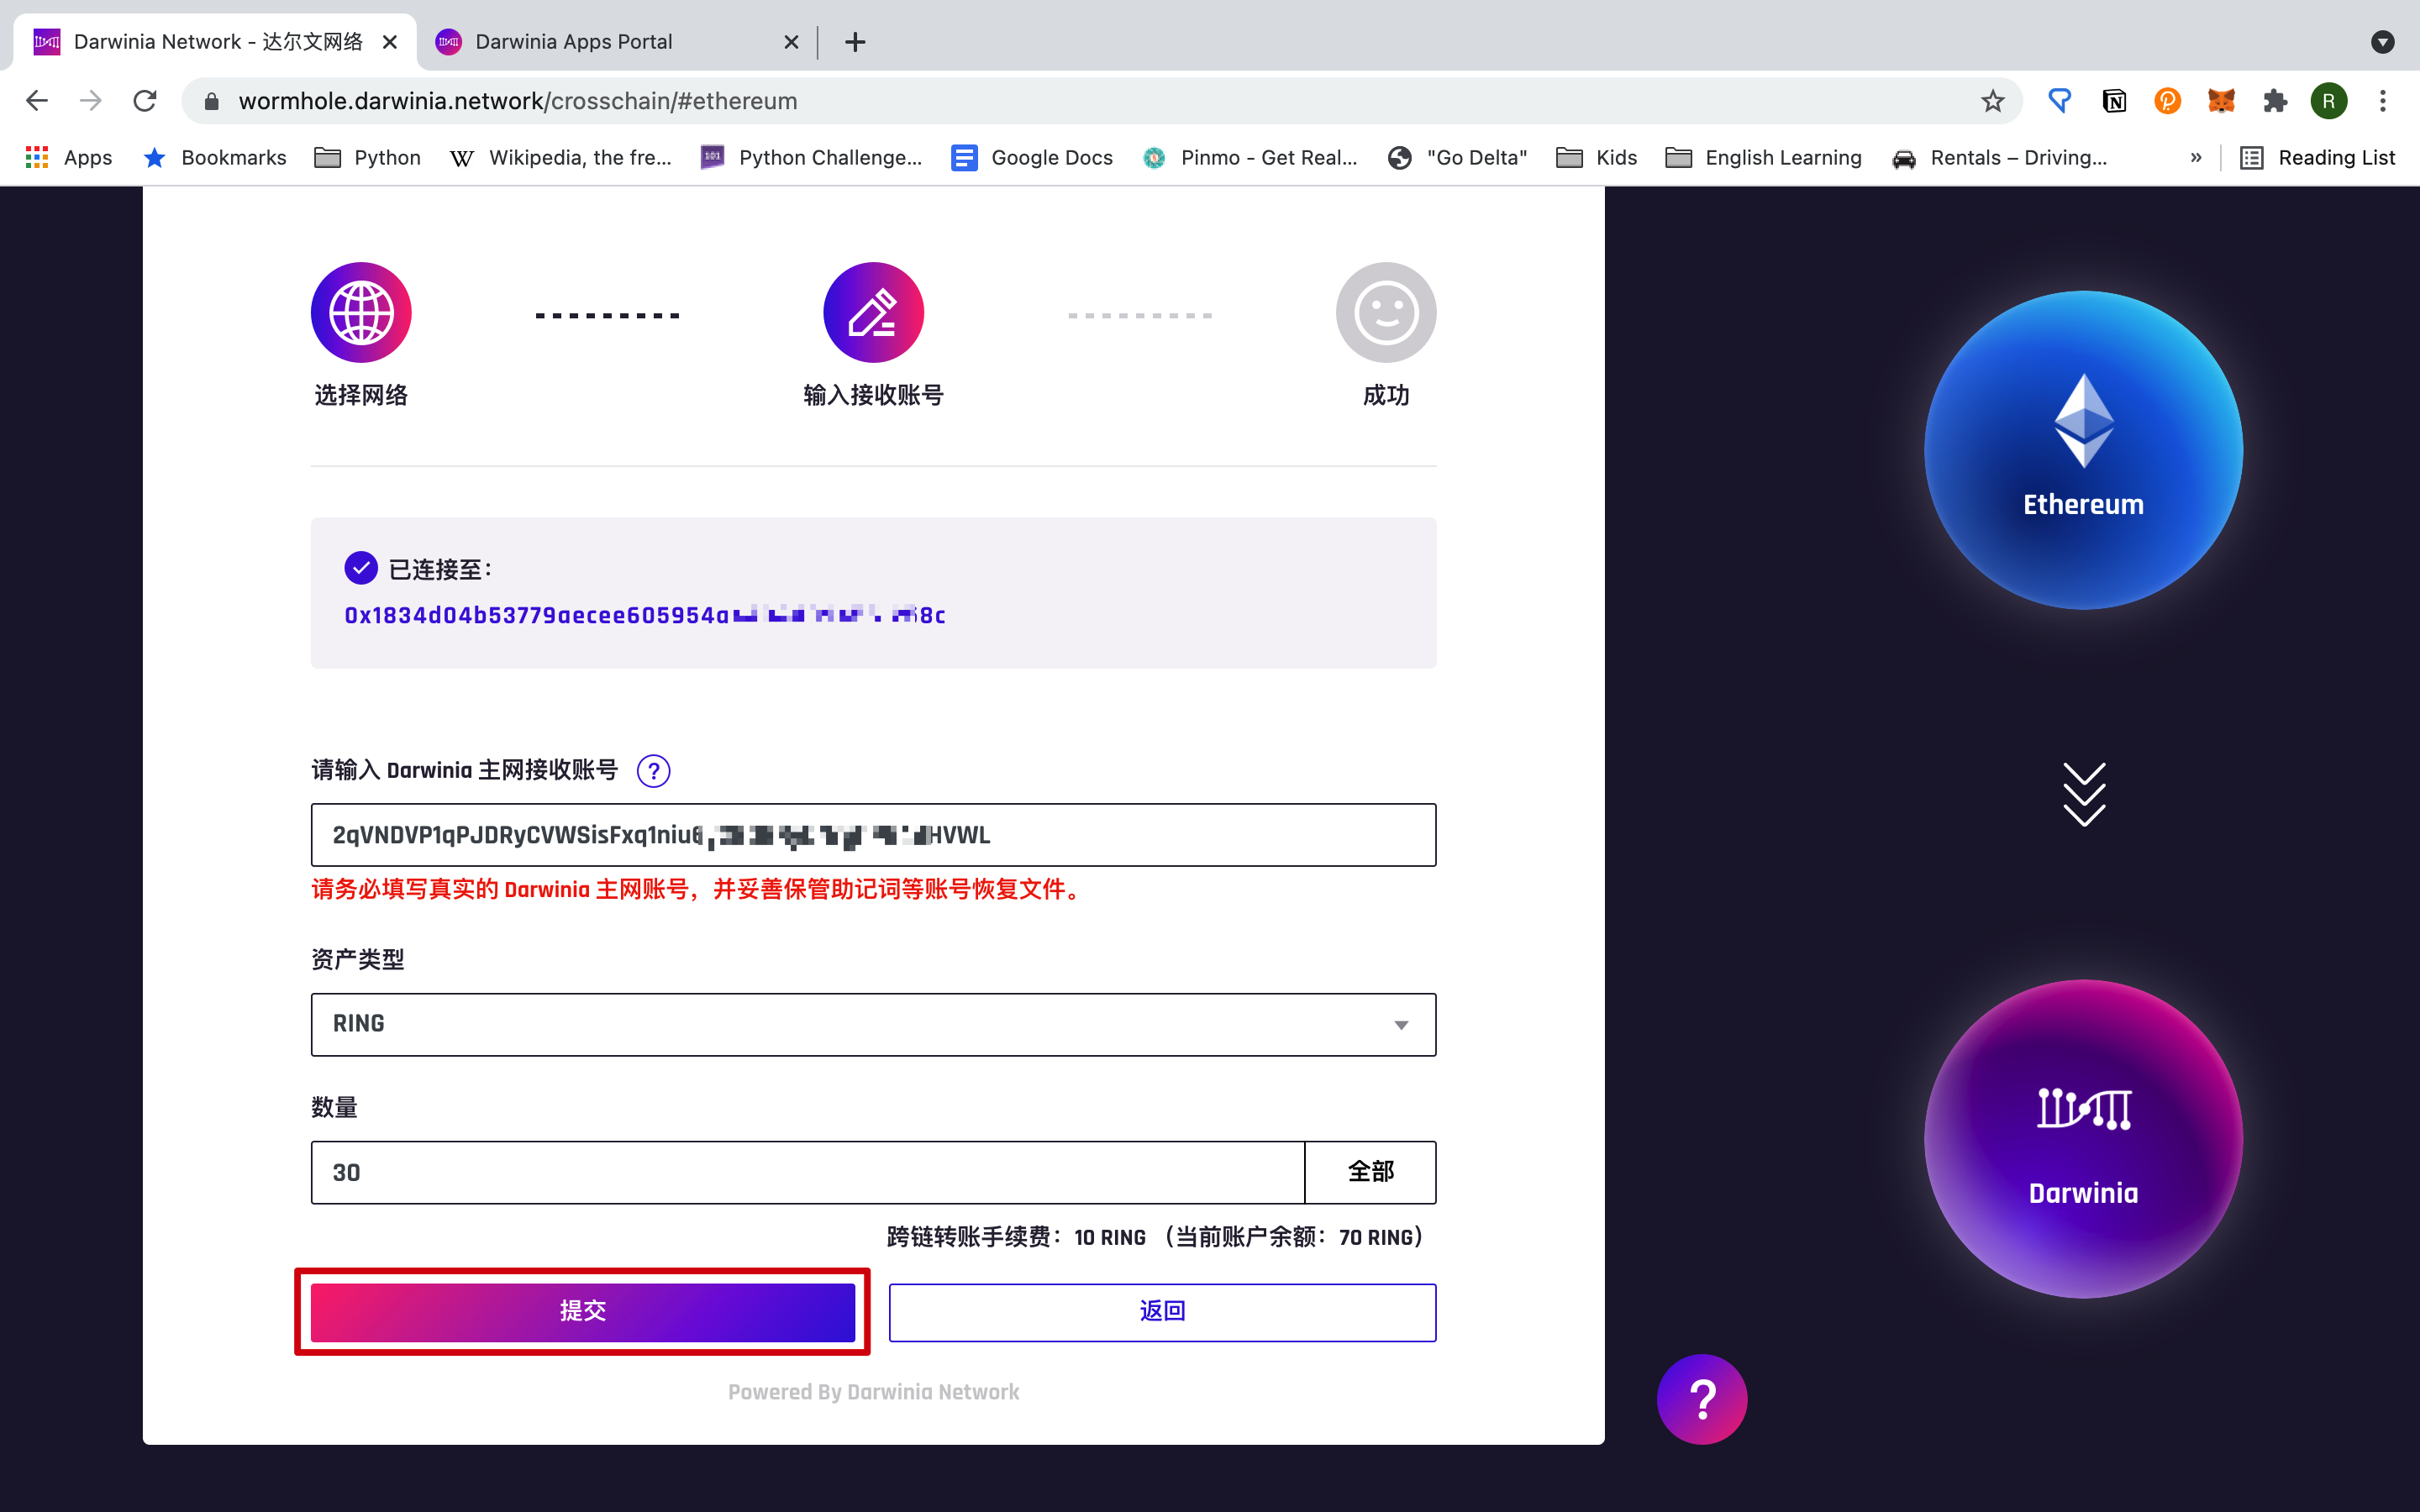 Darwinia Network - 达尔文网络
Darwinia Apps Portal
wormhole.darwinia.network/crosschain/#ethereum
R
Apps
Bookmarks
Python
Wikipedia, the fre...
Python Challenge...
Google Docs
Pinmo - Get Real...
"Go Delta"
Kids
English Learning
Rentals – Driving...
»
Reading List
选择网络
输入接收账号
成功
已连接至：
0x1834d04b53779aecee605954a
8c
请输入 Darwinia 主网接收账号 ?
2qVNDVP1qPJDRyCVWSisFxq1niu
HVWL
请务必填写真实的 Darwinia 主网账号，并妥善保管助记词等账号恢复文件。
资产类型
RING
数量
30
全部
跨链转账手续费：10 RING （当前账户余额：70 RING）
提交
返回
Powered By Darwinia Network
Ethereum
Darwinia
?